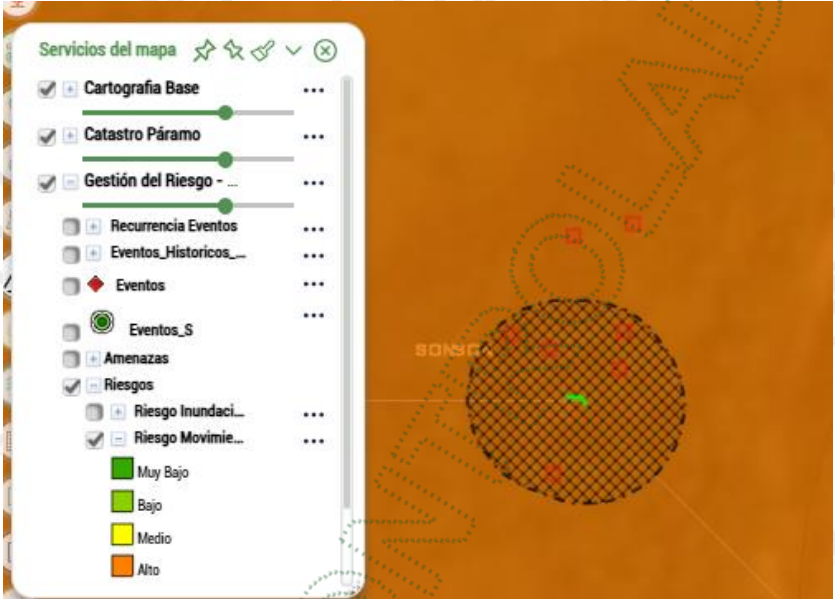 Servicios del mapa
Cartografia Base
Catastro Páramo
Gestión del Riesgo - ...
Recurrencia Eventos
Eventos_Historicos_...
Eventos
Eventos_S
Amenazas
Riesgos
Riesgo Inundaci...
Riesgo Movimie...
Muy Bajo
Bajo
Medio
Alto